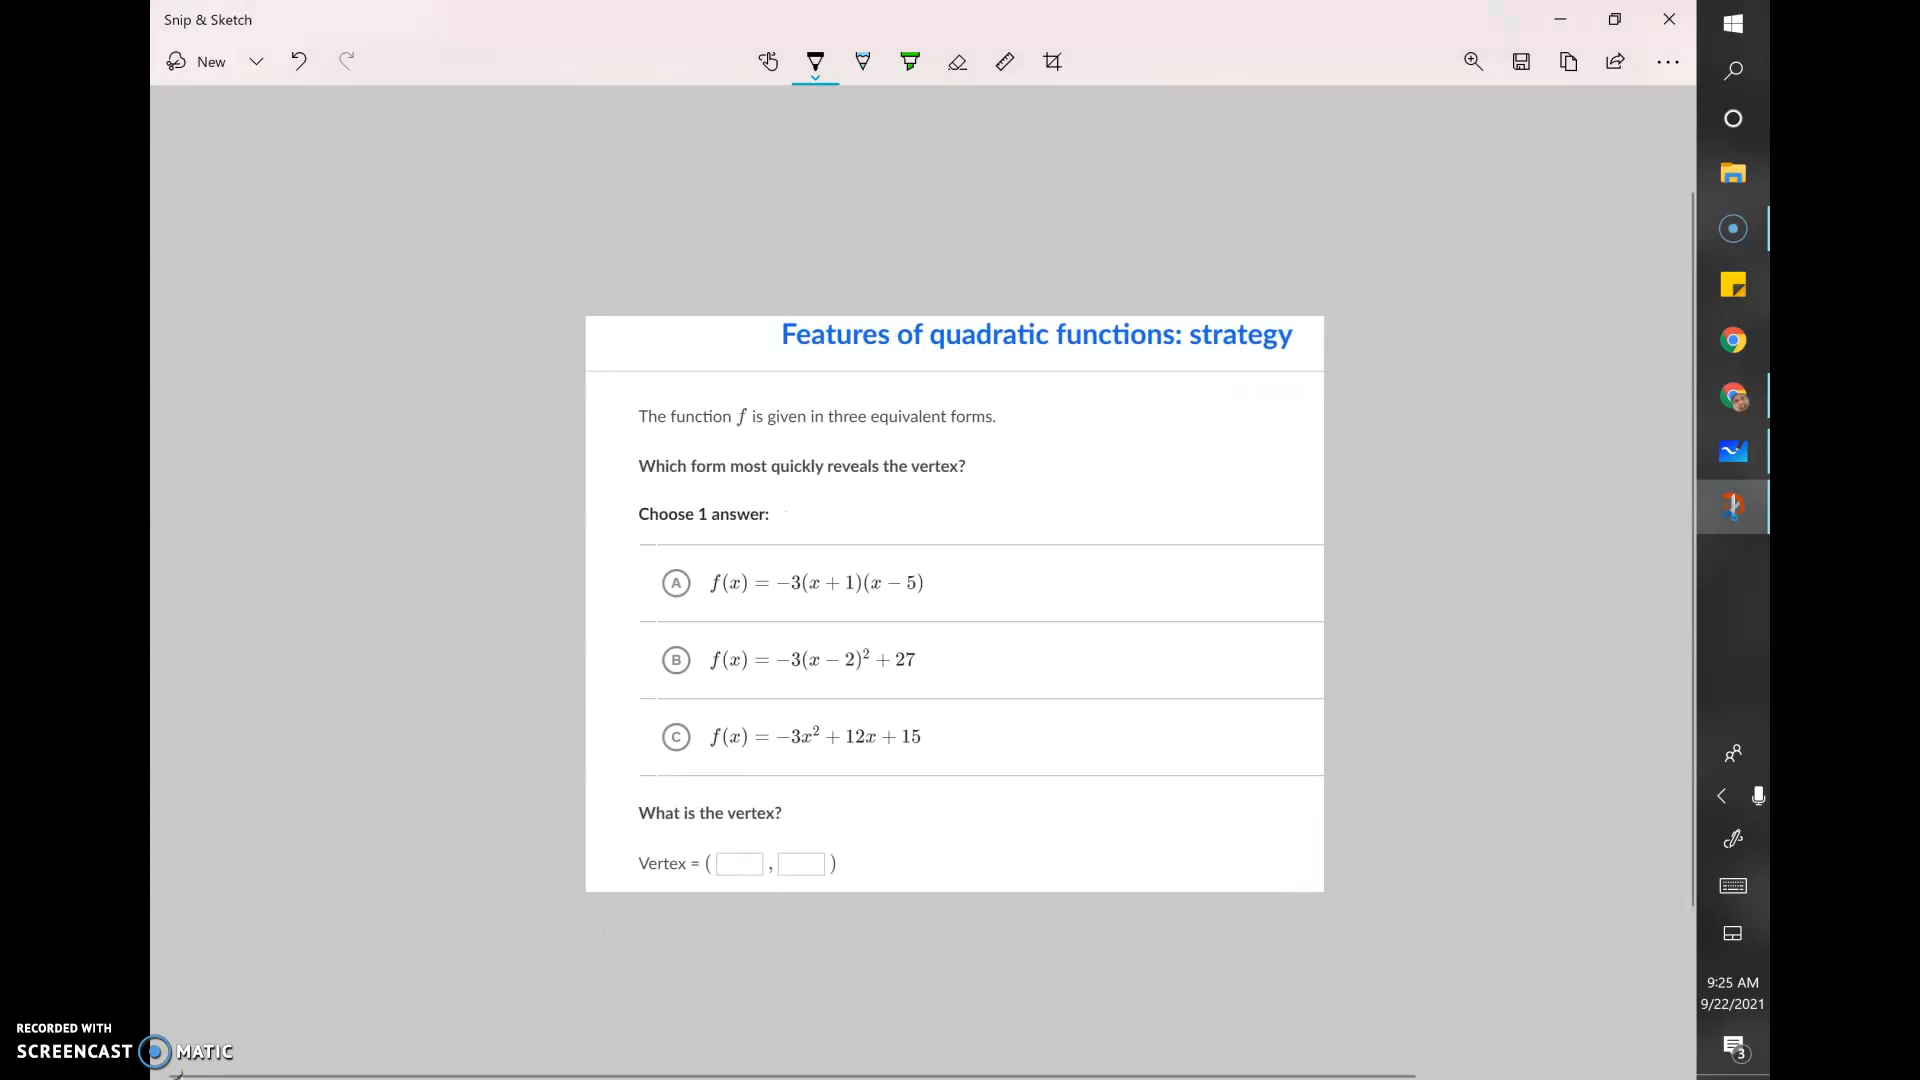 Snip & Sketch
New
Features of quadratic functions: strategy
The function f is given in three equivalent forms.
Which form most quickly reveals the vertex?
Choose 1 answer:
A f(x) = −3(x + 1)(x − 5)
B f(x) = −3(x − 2)² + 27
C f(x) = −3x² + 12x + 15
What is the vertex?
Vertex = ( , )
9:25 AM
9/22/2021
3
RECORDED WITH
SCREENCAST MATIC